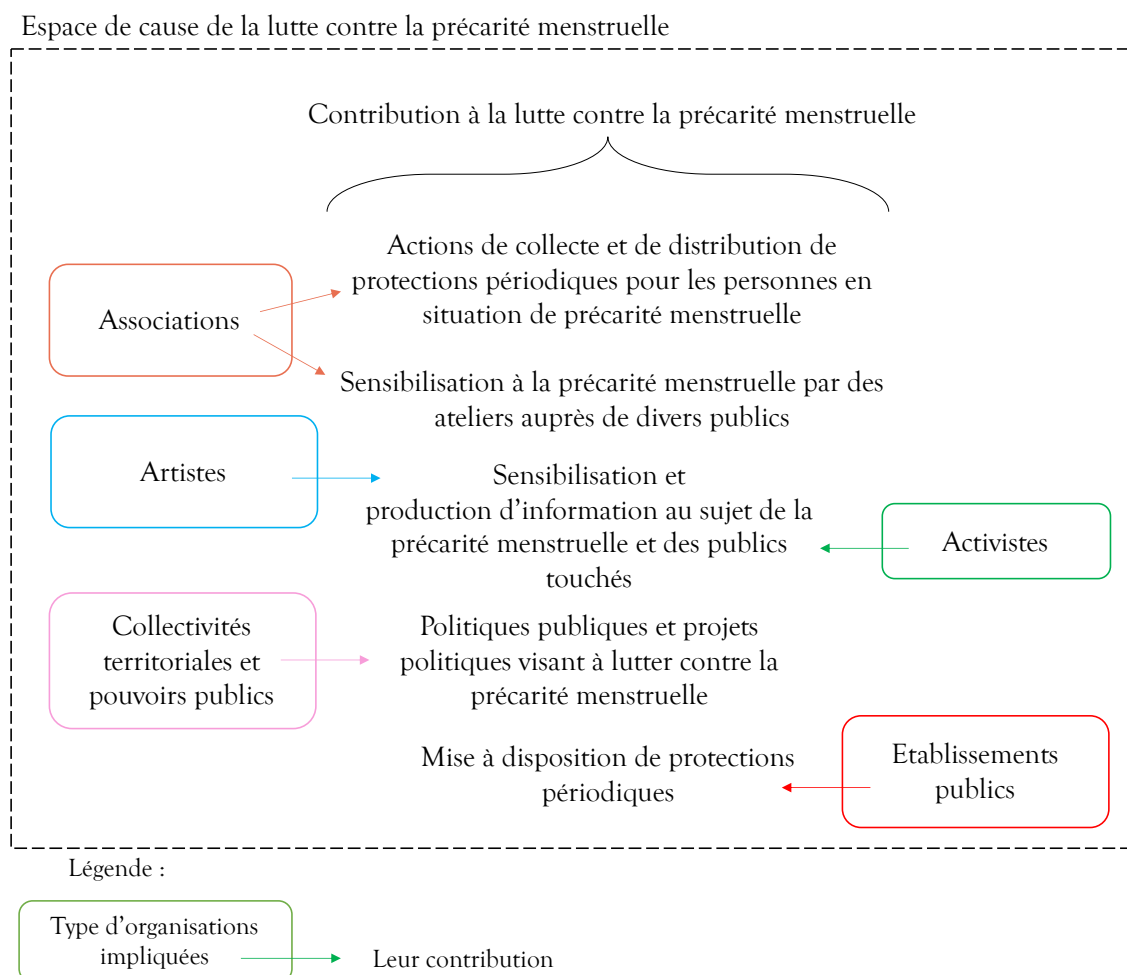 Espace de cause de la lutte contre la précarité menstruelle
Contribution à la lutte contre la précarité menstruelle
Associations
Actions de collecte et de distribution de
protections périodiques pour les personnes en
situation de précarité menstruelle
Sensibilisation à la précarité menstruelle par des
ateliers auprès de divers publics
Artistes
Sensibilisation et
production d’information au sujet de la
précarité menstruelle et des publics
touchés
Activistes
Collectivités
territoriales et
pouvoirs publics
Politiques publiques et projets
politiques visant à lutter contre la
précarité menstruelle
Mise à disposition de protections
périodiques
Etablissements
publics
Légende :
Type d’organisations
impliquées
Leur contribution